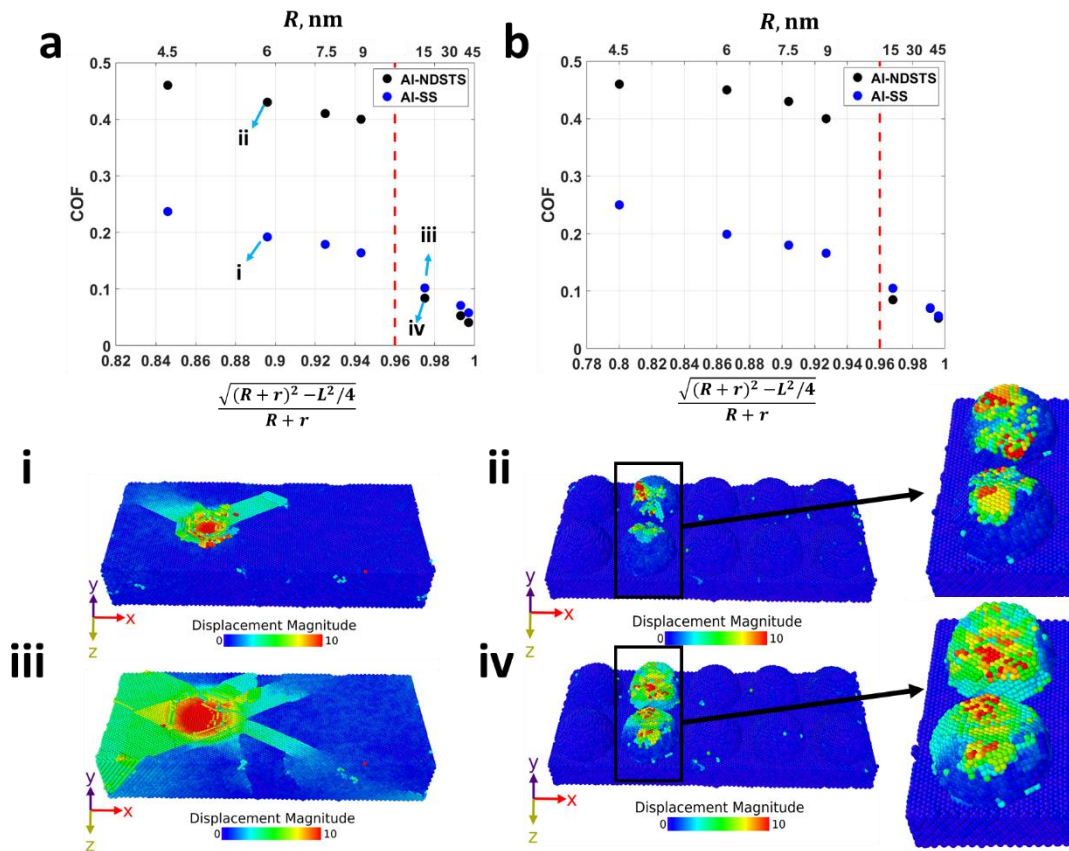 a
R, nm
4.5 6 7.5 9 15 30 45
0.5
0.4
0.3
0.2
0.1
0
COF
Al-NDSTS
Al-SS
ii
i
iii
iv
0.82 0.84 0.86 0.88 0.9 0.92 0.94 0.96 0.98 1
√((R + r)² − L²/4)
R + r
b
R, nm
4.5 6 7.5 9 15 30 45
0.5
0.4
0.3
0.2
0.1
0
COF
Al-NDSTS
Al-SS
0.78 0.8 0.82 0.84 0.86 0.88 0.9 0.92 0.94 0.96 0.98 1
√((R + r)² − L²/4)
R + r
i
y
x
z
Displacement Magnitude
0 10
ii
y
x
z
Displacement Magnitude
0 10
iii
y
x
z
Displacement Magnitude
0 10
iv
y
x
z
Displacement Magnitude
0 10